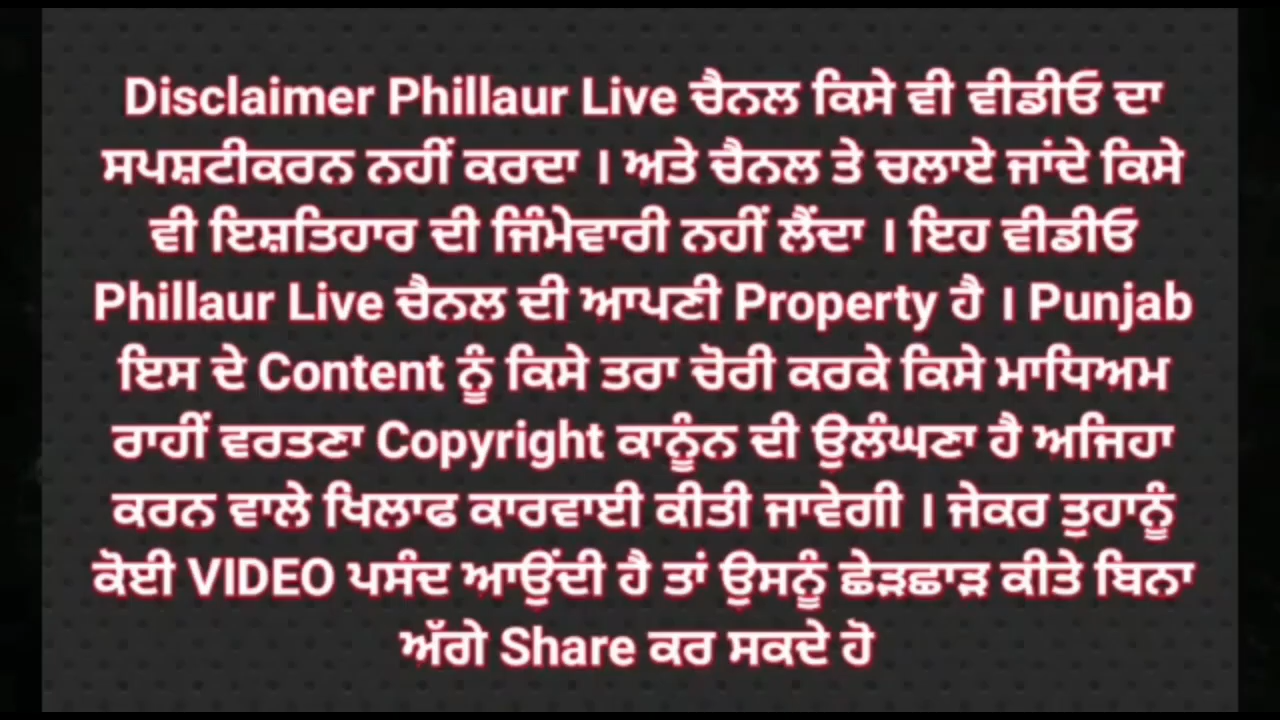 Disclaimer Phillaur Live ਚੈਨਲ ਕਿਸੇ ਵੀ ਵੀਡੀਓ ਦਾ
ਸਪਸ਼ਟੀਕਰਨ ਨਹੀਂ ਕਰਦਾ । ਅਤੇ ਚੈਨਲ ਤੇ ਚਲਾਏ ਜਾਂਦੇ ਕਿਸੇ
ਵੀ ਇਸ਼ਤਿਹਾਰ ਦੀ ਜਿੰਮੇਵਾਰੀ ਨਹੀਂ ਲੈਂਦਾ । ਇਹ ਵੀਡੀਓ
Phillaur Live ਚੈਨਲ ਦੀ ਆਪਣੀ Property ਹੈ । Punjab
ਇਸ ਦੇ Content ਨੂੰ ਕਿਸੇ ਤਰਾ ਚੋਰੀ ਕਰਕੇ ਕਿਸੇ ਮਾਧਿਅਮ
ਰਾਹੀਂ ਵਰਤਣਾ Copyright ਕਾਨੂੰਨ ਦੀ ਉਲੰਘਣਾ ਹੈ ਅਜਿਹਾ
ਕਰਨ ਵਾਲੇ ਖਿਲਾਫ ਕਾਰਵਾਈ ਕੀਤੀ ਜਾਵੇਗੀ । ਜੇਕਰ ਤੁਹਾਨੂੰ
ਕੋਈ VIDEO ਪਸੰਦ ਆਉਂਦੀ ਹੈ ਤਾਂ ਉਸਨੂੰ ਛੇੜਛਾੜ ਕੀਤੇ ਬਿਨਾ
ਅੱਗੇ Share ਕਰ ਸਕਦੇ ਹੋ